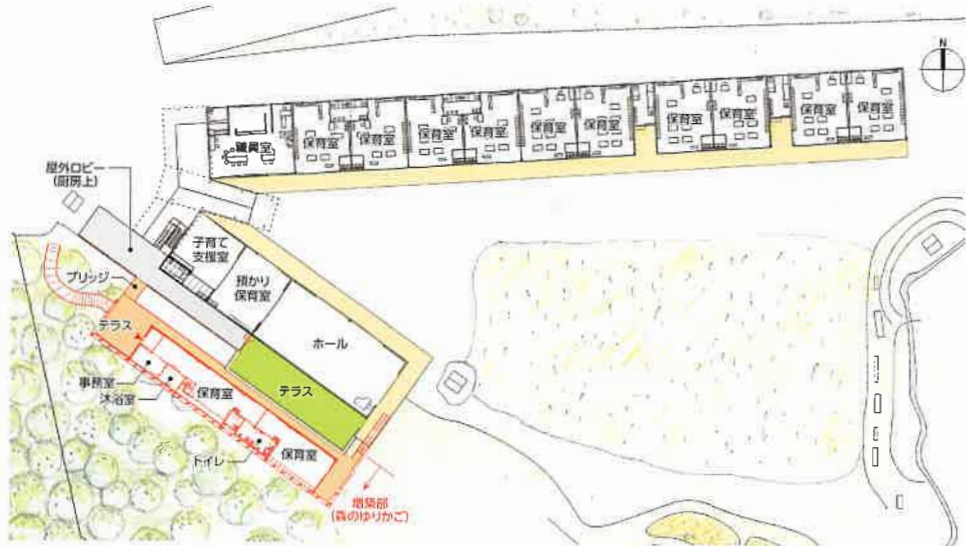 N
職員室
保育室
保育室
保育室
保育室
保育室
保育室
保育室
保育室
保育室
保育室
屋外ロビー
(厨房上)
子育て
支援室
預かり
保育室
ブリッジ
ホール
テラス
テラス
事務室
沐浴室
保育室
トイレ
保育室
増築部
(森のゆりかご)